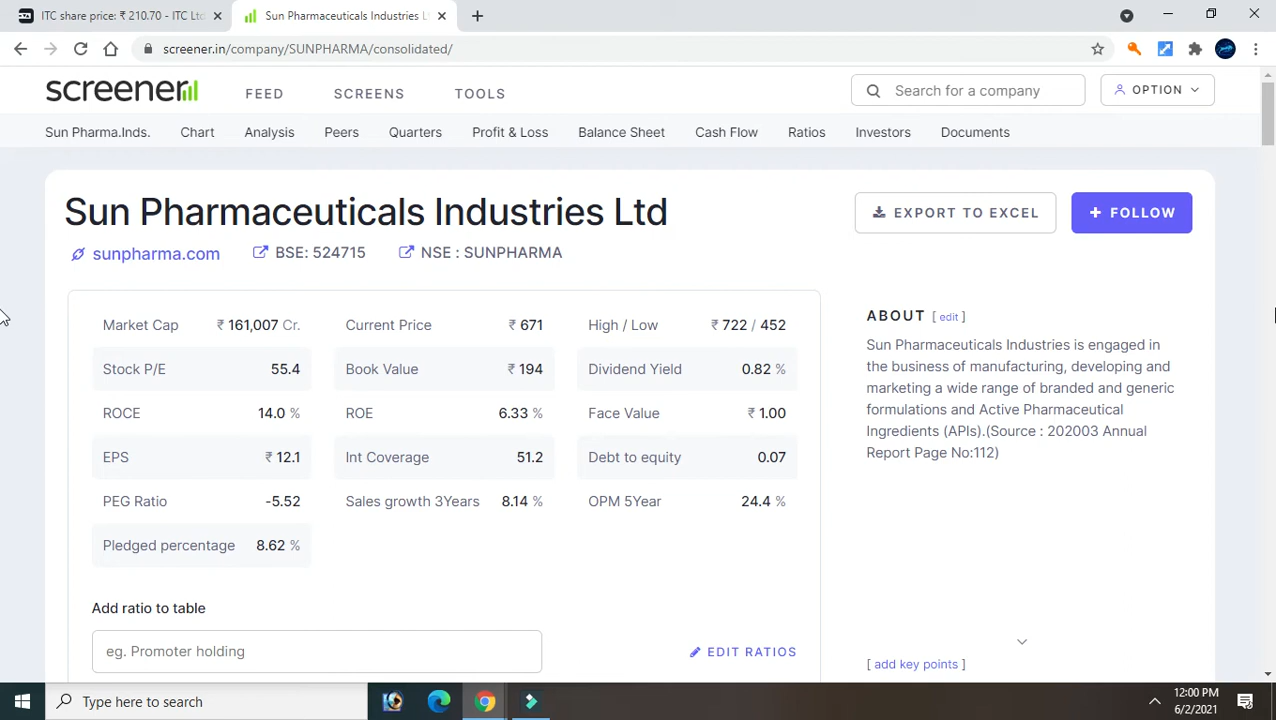 ITC share price: ₹ 210.70 - ITC Ltd
Sun Pharmaceuticals Industries L
screener.in/company/SUNPHARMA/consolidated/
screener
FEED
SCREENS
TOOLS
Search for a company
OPTION
Sun Pharma.Inds.
Chart
Analysis
Peers
Quarters
Profit & Loss
Balance Sheet
Cash Flow
Ratios
Investors
Documents
Sun Pharmaceuticals Industries Ltd
EXPORT TO EXCEL
+ FOLLOW
sunpharma.com
BSE: 524715
NSE : SUNPHARMA
Market Cap ₹ 161,007 Cr.
Current Price ₹ 671
High / Low ₹ 722 / 452
Stock P/E 55.4
Book Value ₹ 194
Dividend Yield 0.82 %
ROCE 14.0 %
ROE 6.33 %
Face Value ₹ 1.00
EPS ₹ 12.1
Int Coverage 51.2
Debt to equity 0.07
PEG Ratio -5.52
Sales growth 3Years 8.14 %
OPM 5Year 24.4 %
Pledged percentage 8.62 %
Add ratio to table
eg. Promoter holding
EDIT RATIOS
ABOUT [ edit ]
Sun Pharmaceuticals Industries is engaged in
the business of manufacturing, developing and
marketing a wide range of branded and generic
formulations and Active Pharmaceutical
Ingredients (APIs).(Source : 202003 Annual
Report Page No:112)
[ add key points ]
Type here to search
12:00 PM
6/2/2021